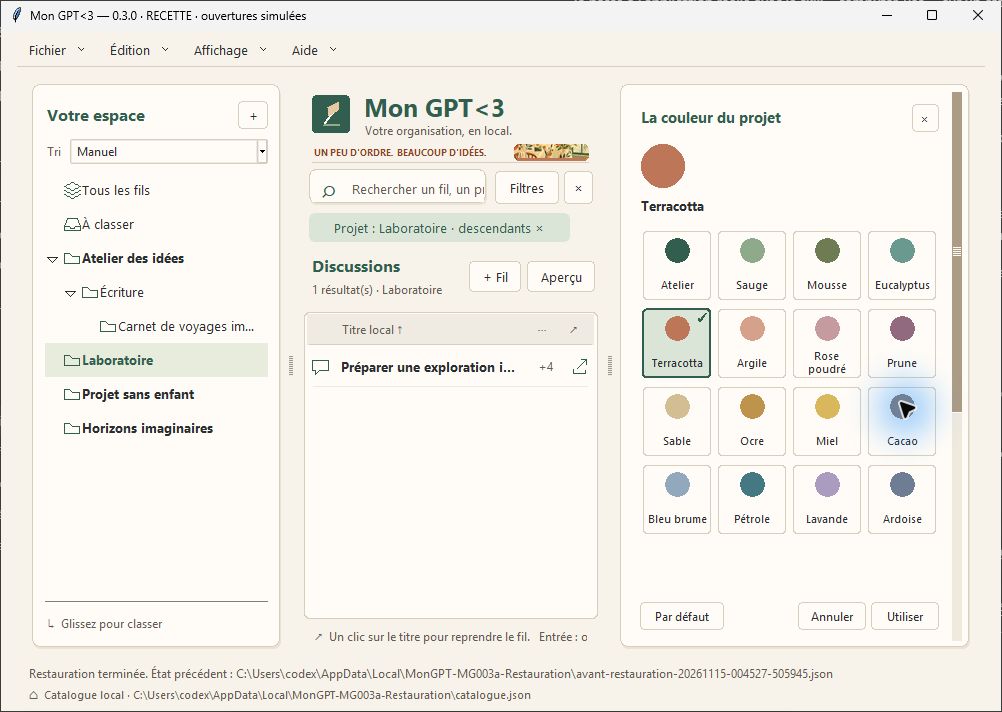 Mon GPT<3 — 0.3.0 · RECETTE · ouvertures simulées
Fichier Édition Affichage Aide
Votre espace +
Tri Manuel
Tous les fils
À classer
Atelier des idées
Écriture
Carnet de voyages im...
Laboratoire
Projet sans enfant
Horizons imaginaires
↳ Glissez pour classer
Mon GPT<3
Votre organisation, en local.
UN PEU D'ORDRE. BEAUCOUP D'IDÉES.
Rechercher un fil, un pr Filtres ×
Projet : Laboratoire · descendants ×
Discussions
1 résultat(s) · Laboratoire
+ Fil Aperçu
Titre local ↑ ... ↗
Préparer une exploration i... +4
↗ Un clic sur le titre pour reprendre le fil. Entrée : o
La couleur du projet ×
Terracotta
Atelier Sauge Mousse Eucalyptus
Terracotta Argile Rose poudré Prune
Sable Ocre Miel Cacao
Bleu brume Pétrole Lavande Ardoise
Par défaut Annuler Utiliser
Restauration terminée. État précédent : C:\Users\codex\AppData\Local\MonGPT-MG003a-Restauration\avant-restauration-20261115-004527-505945.json
⌂ Catalogue local · C:\Users\codex\AppData\Local\MonGPT-MG003a-Restauration\catalogue.json